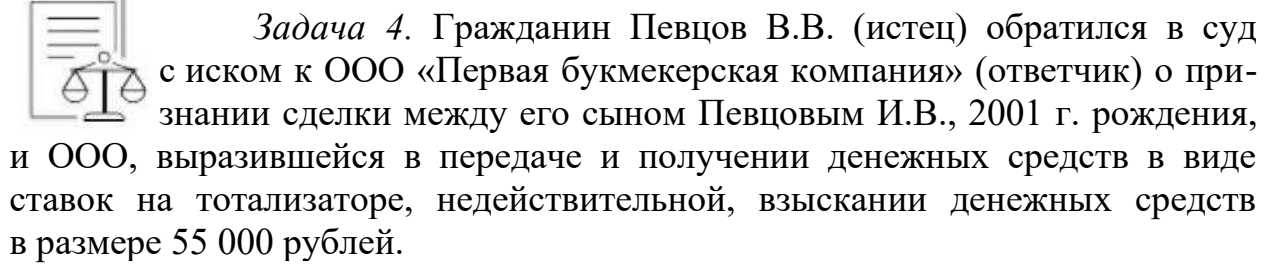 Задача 4. Гражданин Певцов В.В. (истец) обратился в суд
с иском к ООО «Первая букмекерская компания» (ответчик) о при-
знании сделки между его сыном Певцовым И.В., 2001 г. рождения,
и ООО, выразившейся в передаче и получении денежных средств в виде
ставок на тотализаторе, недействительной, взыскании денежных средств
в размере 55 000 рублей.